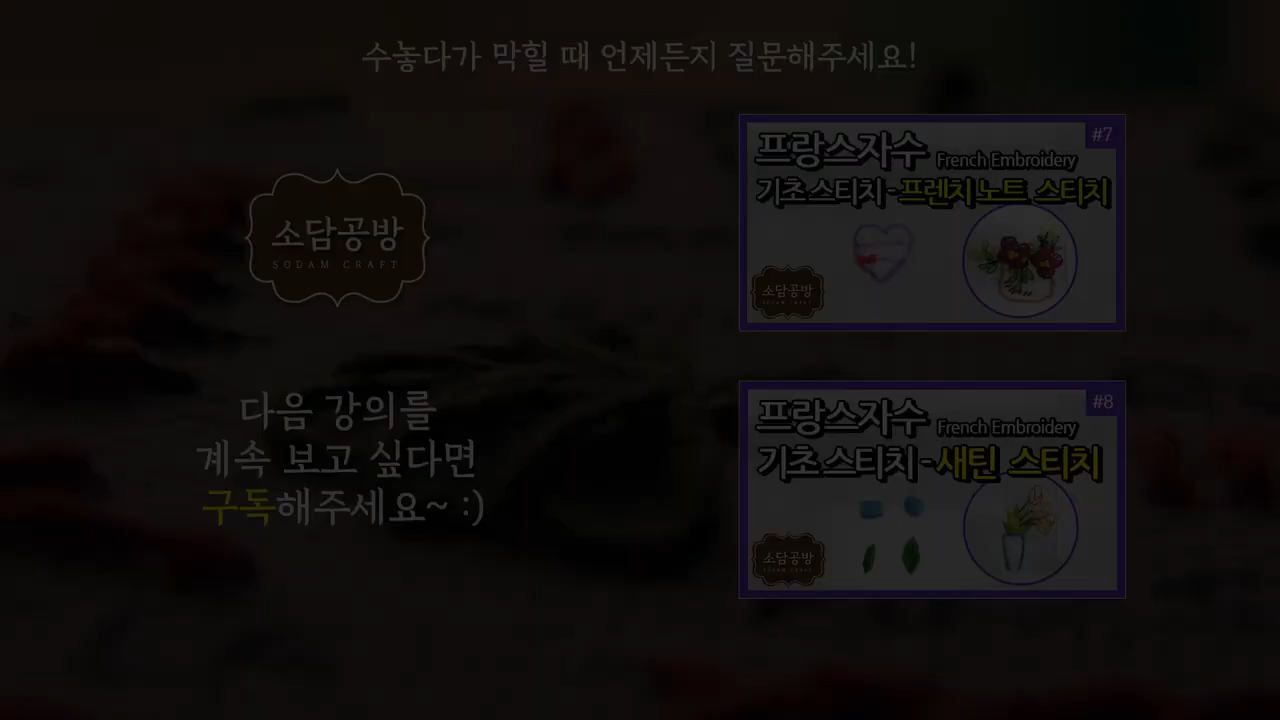 수놓다가 막힐 때 언제든지 질문해주세요!
소담공방
SODAM CRAFT
다음 강의를
계속 보고 싶다면
구독해주세요~ :)
#7
프랑스자수 French Embroidery
기초 스티치 - 프렌치 노트 스티치
소담공방
#8
프랑스자수 French Embroidery
기초 스티치 - 새틴 스티치
소담공방